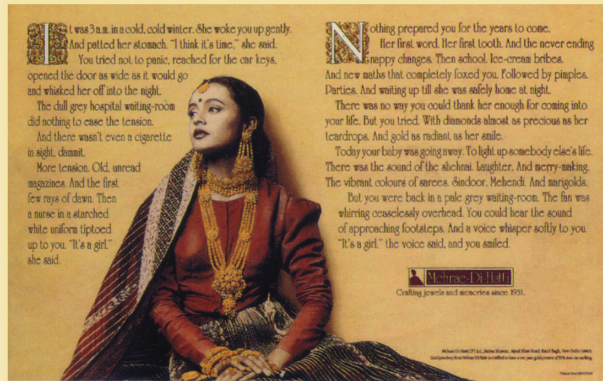 It was 3 a.m. in a cold, cold winter. She woke you up gently.
And patted her stomach. "I think it's time," she said.
You tried not to panic, reached for the car keys,
opened the door as wide as it would go
and whisked her off into the night.
The dull grey hospital waiting-room
did nothing to ease the tension.
And there wasn't even a cigarette
in sight, dammit.
More tension. Old, unread
magazines. And the first
few rays of dawn. Then
a nurse in a starched
white uniform tiptoed
up to you. "It's a girl,"
she said.
Nothing prepared you for the years to come.
Her first word. Her first tooth. And the never ending
nappy changes. Then school. Ice-cream bribes.
And new maths that completely foxed you. Followed by pimples.
Parties. And waiting up till she was safely home at night.
There was no way you could thank her enough for coming into
your life. But you tried. With diamonds almost as precious as her
teardrops. And gold as radiant as her smile.
Today your baby was going away. To light up somebody else's life.
There was the sound of the shehnai. Laughter. And merry-making.
The vibrant colours of sarees. Sindoor. Mehendi. And marigolds.
But you were back in a pale grey waiting-room. The fan was
whirring ceaselessly overhead. You could hear the sound
of approaching footsteps. And a voice whisper softly to you.
"It's a girl," the voice said, and you smiled.
Mehrae-Di-Hatti
Crafting jewels and memories since 1931.